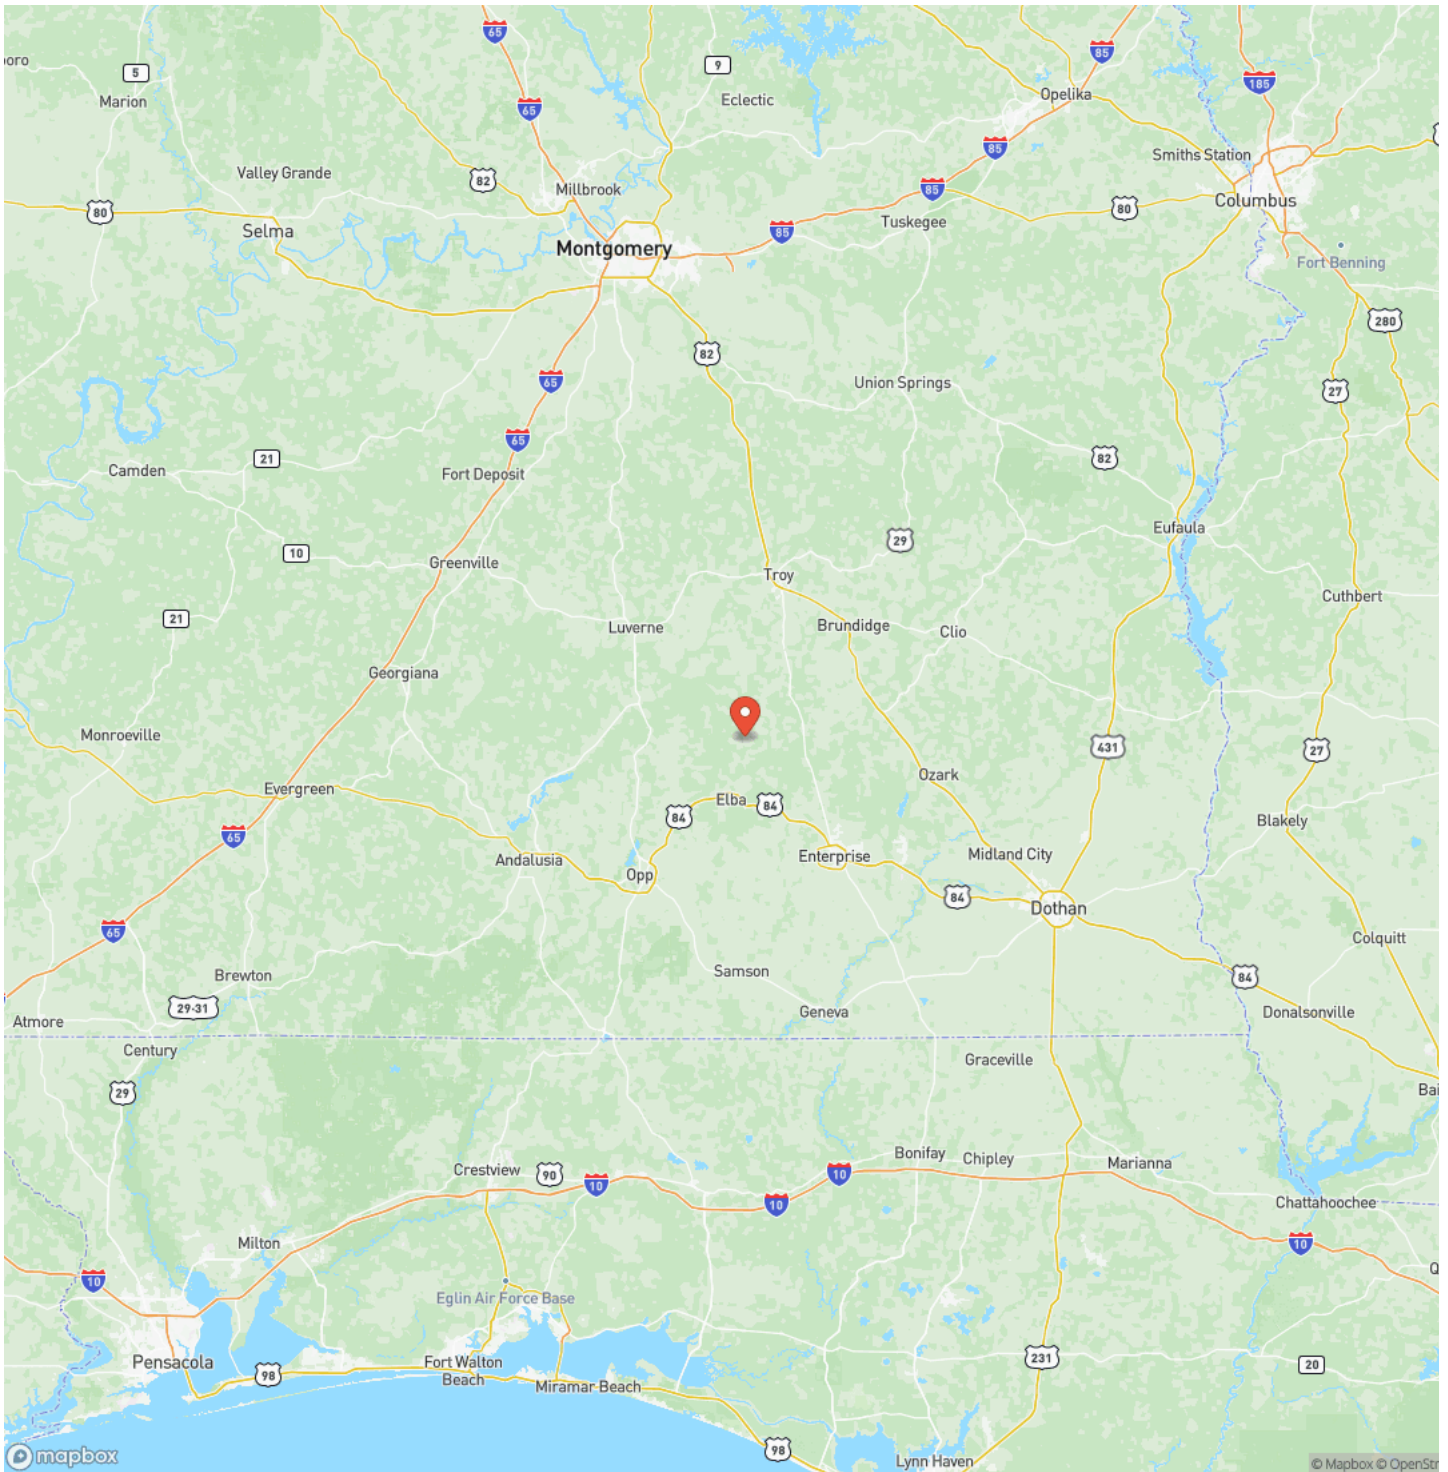 65
85
oro
5
9
185
Marion
Eclectic
Opelika
65
85
Smiths Station
Valley Grande
82
Millbrook
85
80
80
Columbus
Selma
85
Tuskegee
Montgomery
Fort Benning
280
82
65
Union Springs
27
65
21
82
Camden
Fort Deposit
Eufaula
10
29
Greenville
Troy
Cuthbert
21
Luverne
Brundidge
Clio
Georgiana
Monroeville
431
27
Ozark
Evergreen
Elba
84
84
Blakely
65
Andalusia
Enterprise
Midland City
Opp
84
Dothan
65
Colquitt
Brewton
Samson
84
29-31
Atmore
Geneva
Donalsonville
Century
Graceville
29
Bai
Bonifay
Chipley
Marianna
Crestview
90
10
10
10
Chattahoochee
Milton
10
10
Q
Eglin Air Force Base
Pensacola
98
Fort Walton
Beach
Miramar Beach
231
20
98
Lynn Haven
mapbox
© Mapbox © OpenStr